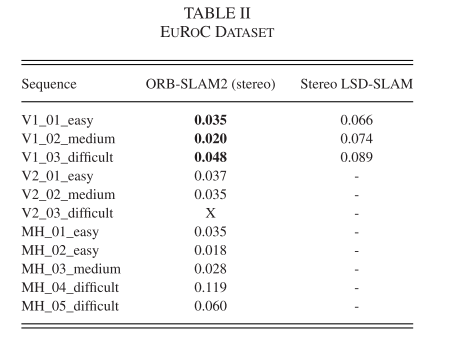 TABLE II
EUROC DATASET
Sequence ORB-SLAM2 (stereo) Stereo LSD-SLAM
V1_01_easy 0.035 0.066
V1_02_medium 0.020 0.074
V1_03_difficult 0.048 0.089
V2_01_easy 0.037 -
V2_02_medium 0.035 -
V2_03_difficult X -
MH_01_easy 0.035 -
MH_02_easy 0.018 -
MH_03_medium 0.028 -
MH_04_difficult 0.119 -
MH_05_difficult 0.060 -